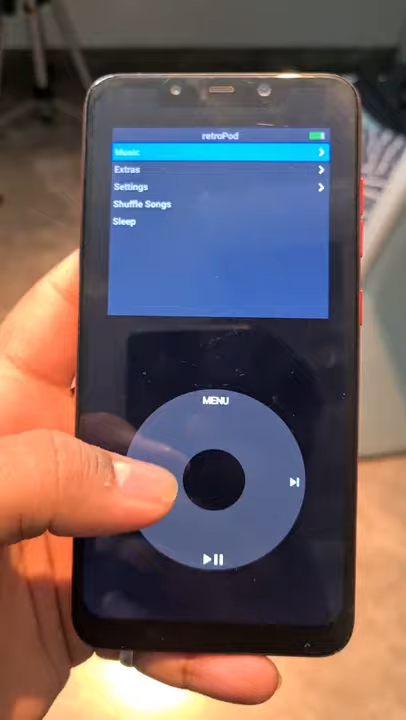 retroPod
Music
Extras
Settings
Shuffle Songs
Sleep
MENU